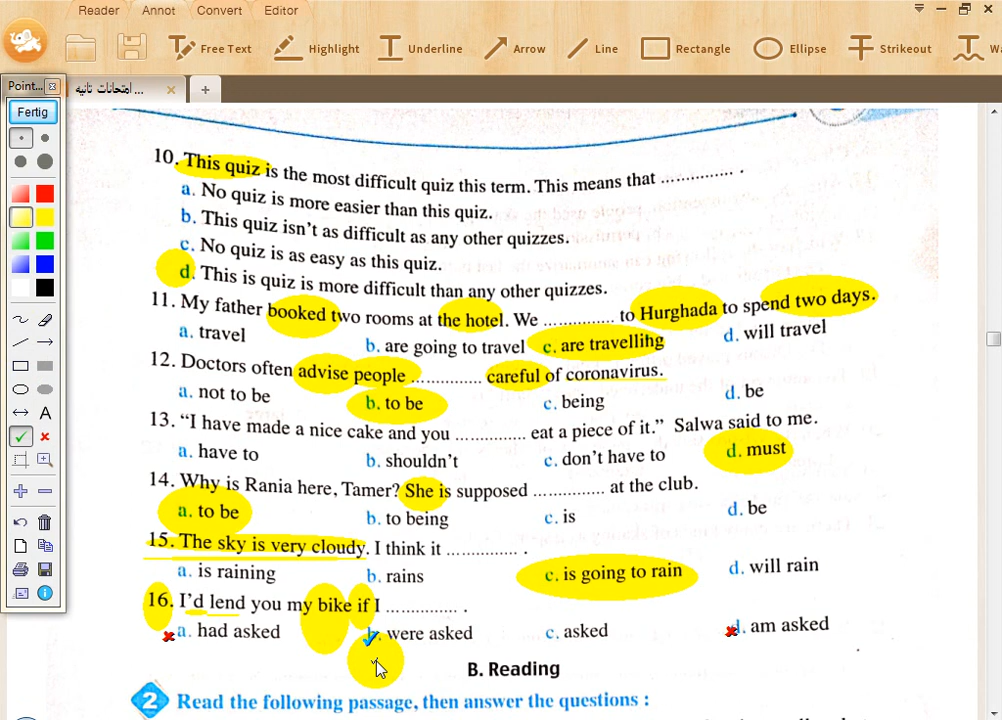 Reader Annot Convert Editor
Free Text Highlight Underline Arrow Line Rectangle Ellipse Strikeout
Point... امتحانات تانيه ... +
Fertig
10. This quiz is the most difficult quiz this term. This means that .............. .
a. No quiz is more easier than this quiz.
b. This quiz isn't as difficult as any other quizzes.
c. No quiz is as easy as this quiz.
d. This is quiz is more difficult than any other quizzes.
11. My father booked two rooms at the hotel. We .............. to Hurghada to spend two days.
a. travel b. are going to travel c. are travellihg d. will travel
12. Doctors often advise people .............. careful of coronavirus.
a. not to be b. to be c. being d. be
13. “I have made a nice cake and you .............. eat a piece of it.” Salwa said to me.
a. have to b. shouldn't c. don't have to d. must
14. Why is Rania here, Tamer? She is supposed .............. at the club.
a. to be b. to being c. is d. be
15. The sky is very cloudy. I think it .............. .
a. is raining b. rains c. is going to rain d. will rain
16. I'd lend you my bike if I .............. .
a. had asked b. were asked c. asked d. am asked
B. Reading
2 Read the following passage, then answer the questions :